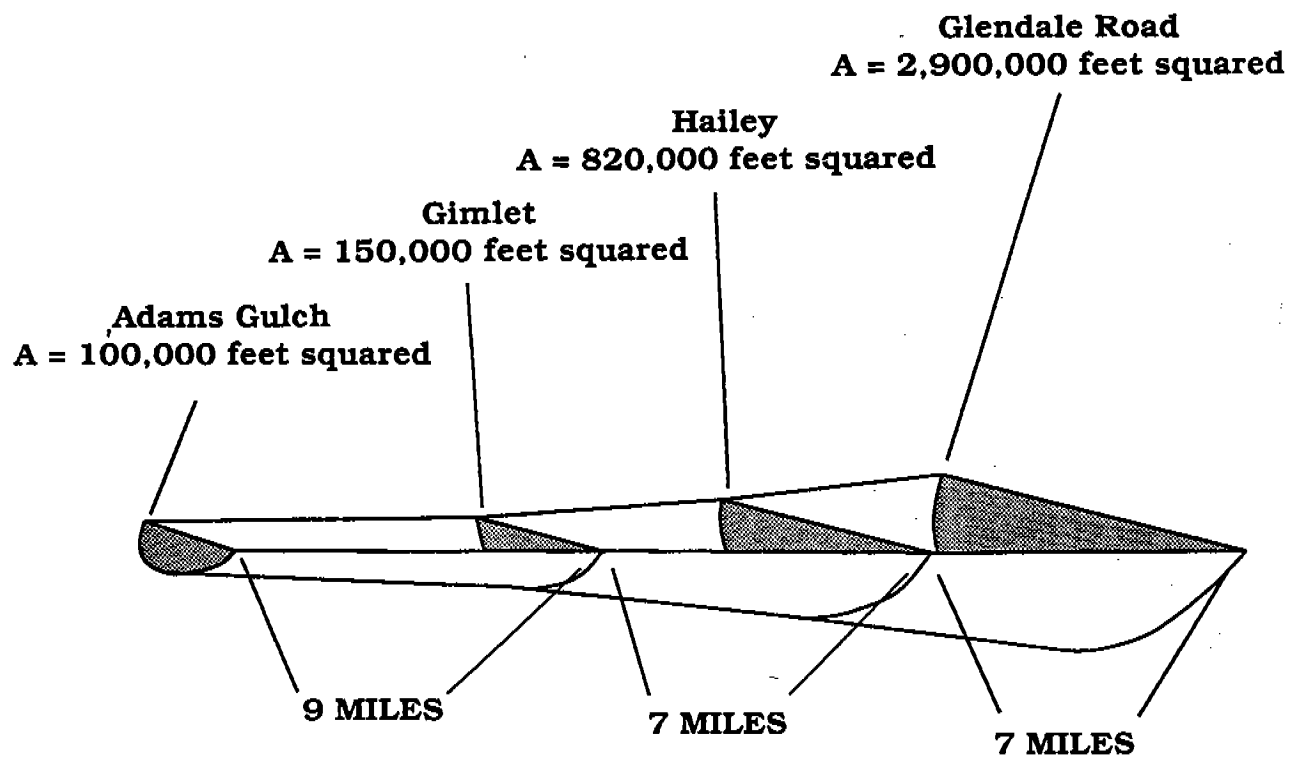 Glendale Road
A = 2,900,000 feet squared
Hailey
A = 820,000 feet squared
Gimlet
A = 150,000 feet squared
Adams Gulch
A = 100,000 feet squared
9 MILES
7 MILES
7 MILES